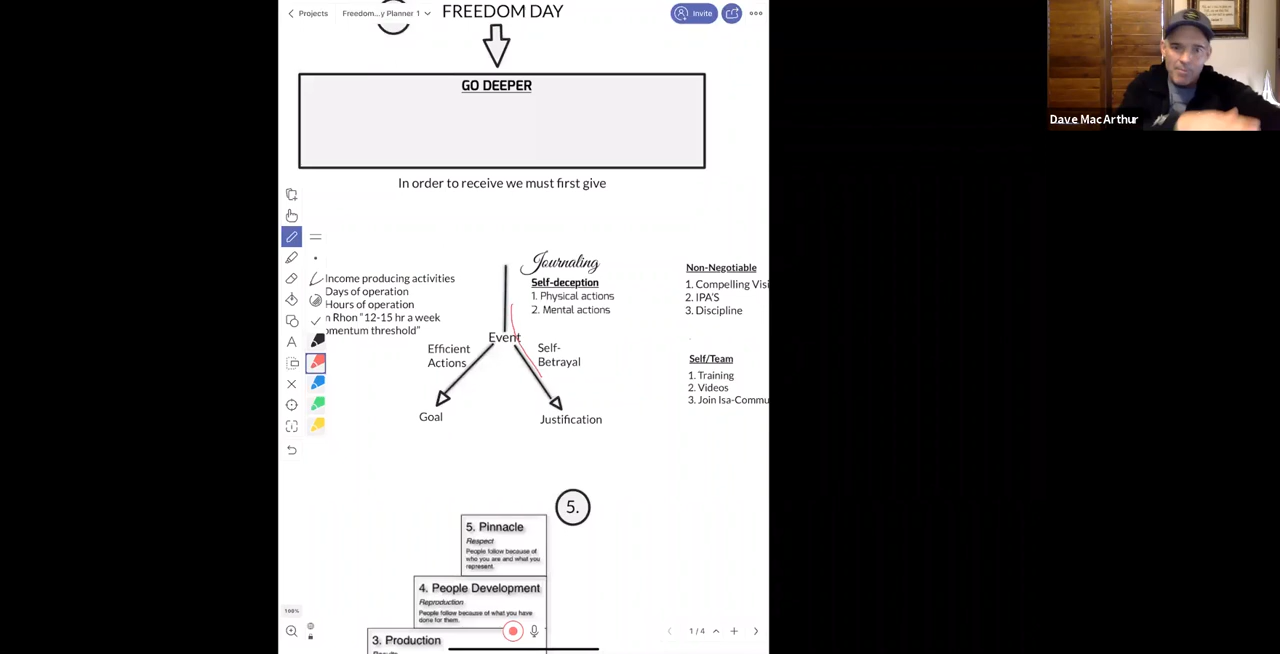 Projects
Freedom...y Planner 1
FREEDOM DAY
Invite
GO DEEPER
In order to receive we must first give
Dave Mac Arthur
Income producing activities
Days of operation
Hours of operation
n Rhon "12-15 hr a week
omentum threshold"
Journaling
Self-deception
1. Physical actions
2. Mental actions
Event
Efficient
Actions
Self-
Betrayal
Goal
Justification
Non-Negotiable
1. Compelling Visi
2. IPA'S
3. Discipline
Self/Team
1. Training
2. Videos
3. Join Isa-Commu
5.
5. Pinnacle
Respect
People follow because of
who you are and what you
represent.
4. People Development
Reproduction
People follow because of what you have
done for them.
3. Production
Results
100%
1/4